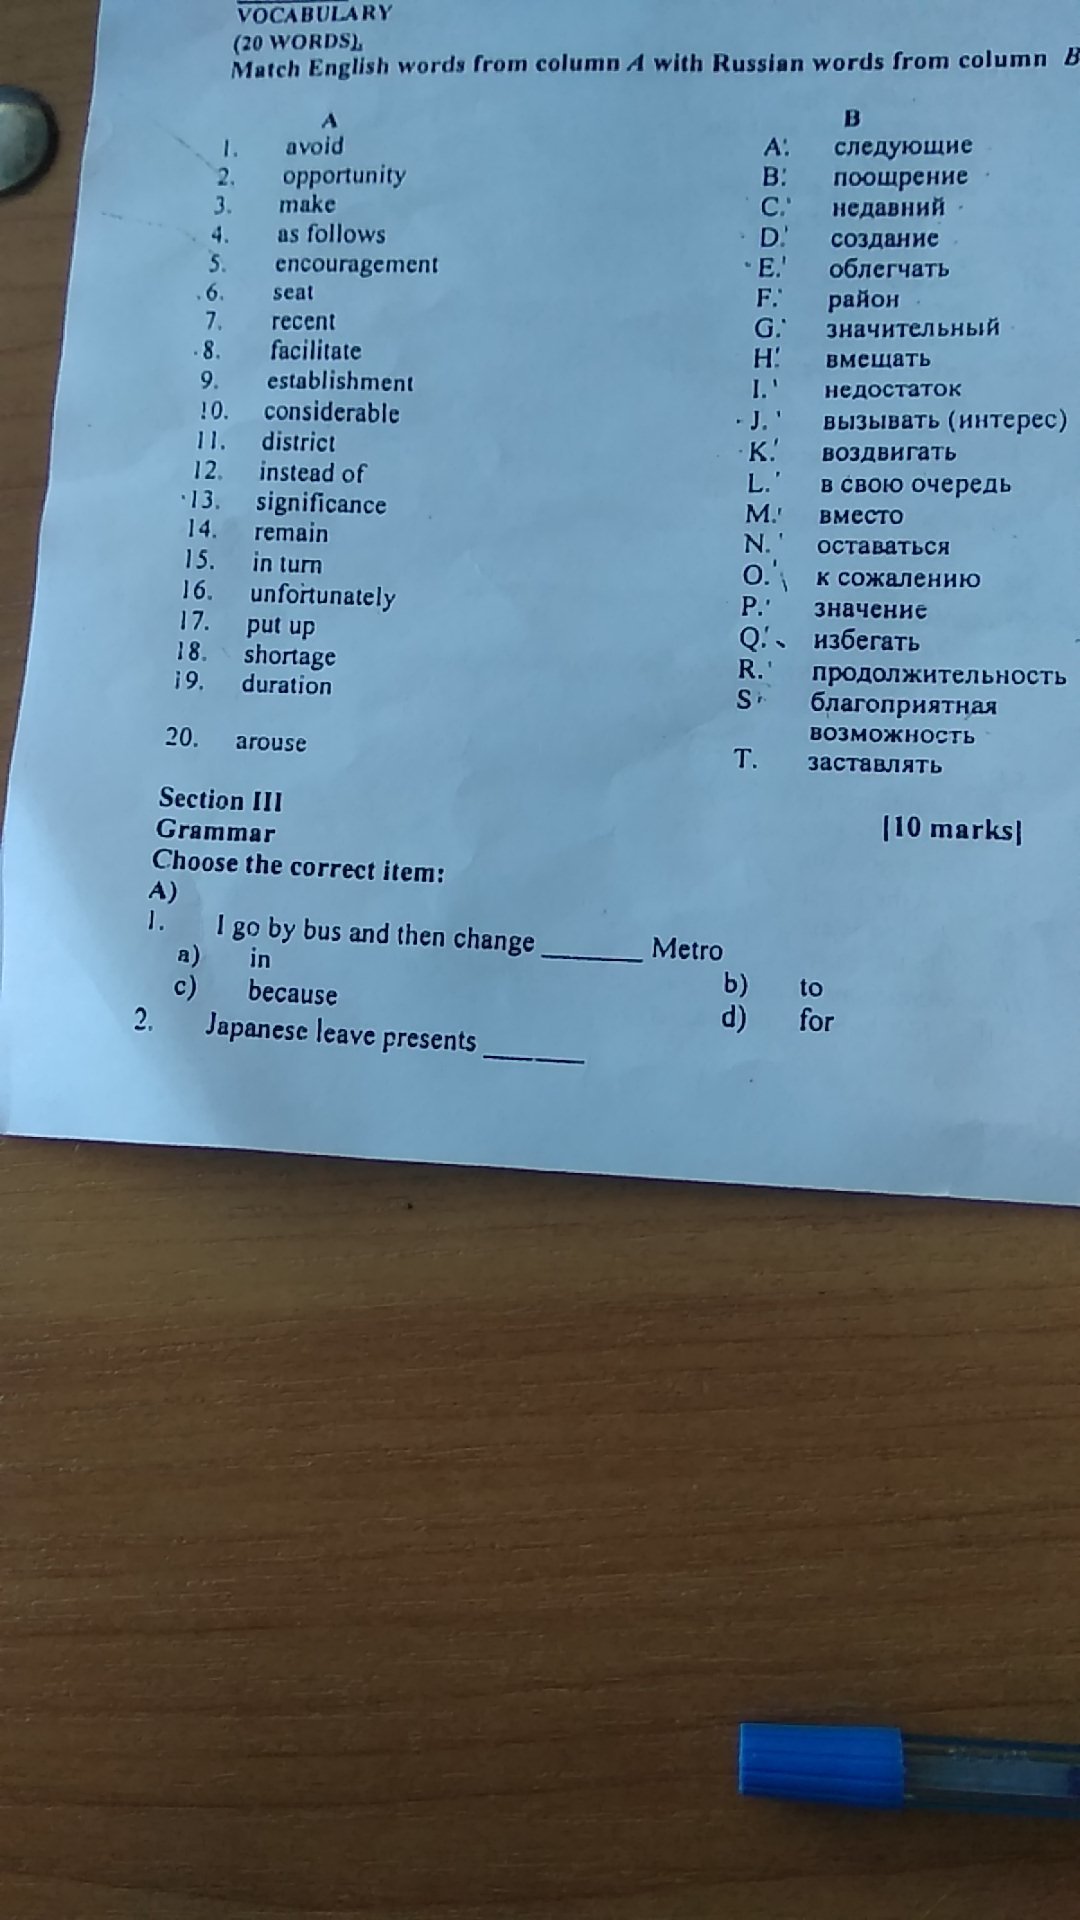 VOCABULARY
(20 WORDS).
Match English words from column A with Russian words from column B
A B
1. avoid A. следующие
2. opportunity B. поощрение
3. make C. недавний
4. as follows D. создание
5. encouragement E. облегчать
6. seat F. район
7. recent G. значительный
8. facilitate H. вмещать
9. establishment I. недостаток
10. considerable J. вызывать (интерес)
11. district K. воздвигать
12. instead of L. в свою очередь
13. significance M. вместо
14. remain N. оставаться
15. in turn O. к сожалению
16. unfortunately P. значение
17. put up Q. избегать
18. shortage R. продолжительность
19. duration S. благоприятная
возможность
20. arouse T. заставлять
Section III
Grammar [10 marks]
Choose the correct item:
A)
1. I go by bus and then change ______ Metro
a) in b) to
c) because d) for
2. Japanese leave presents ______